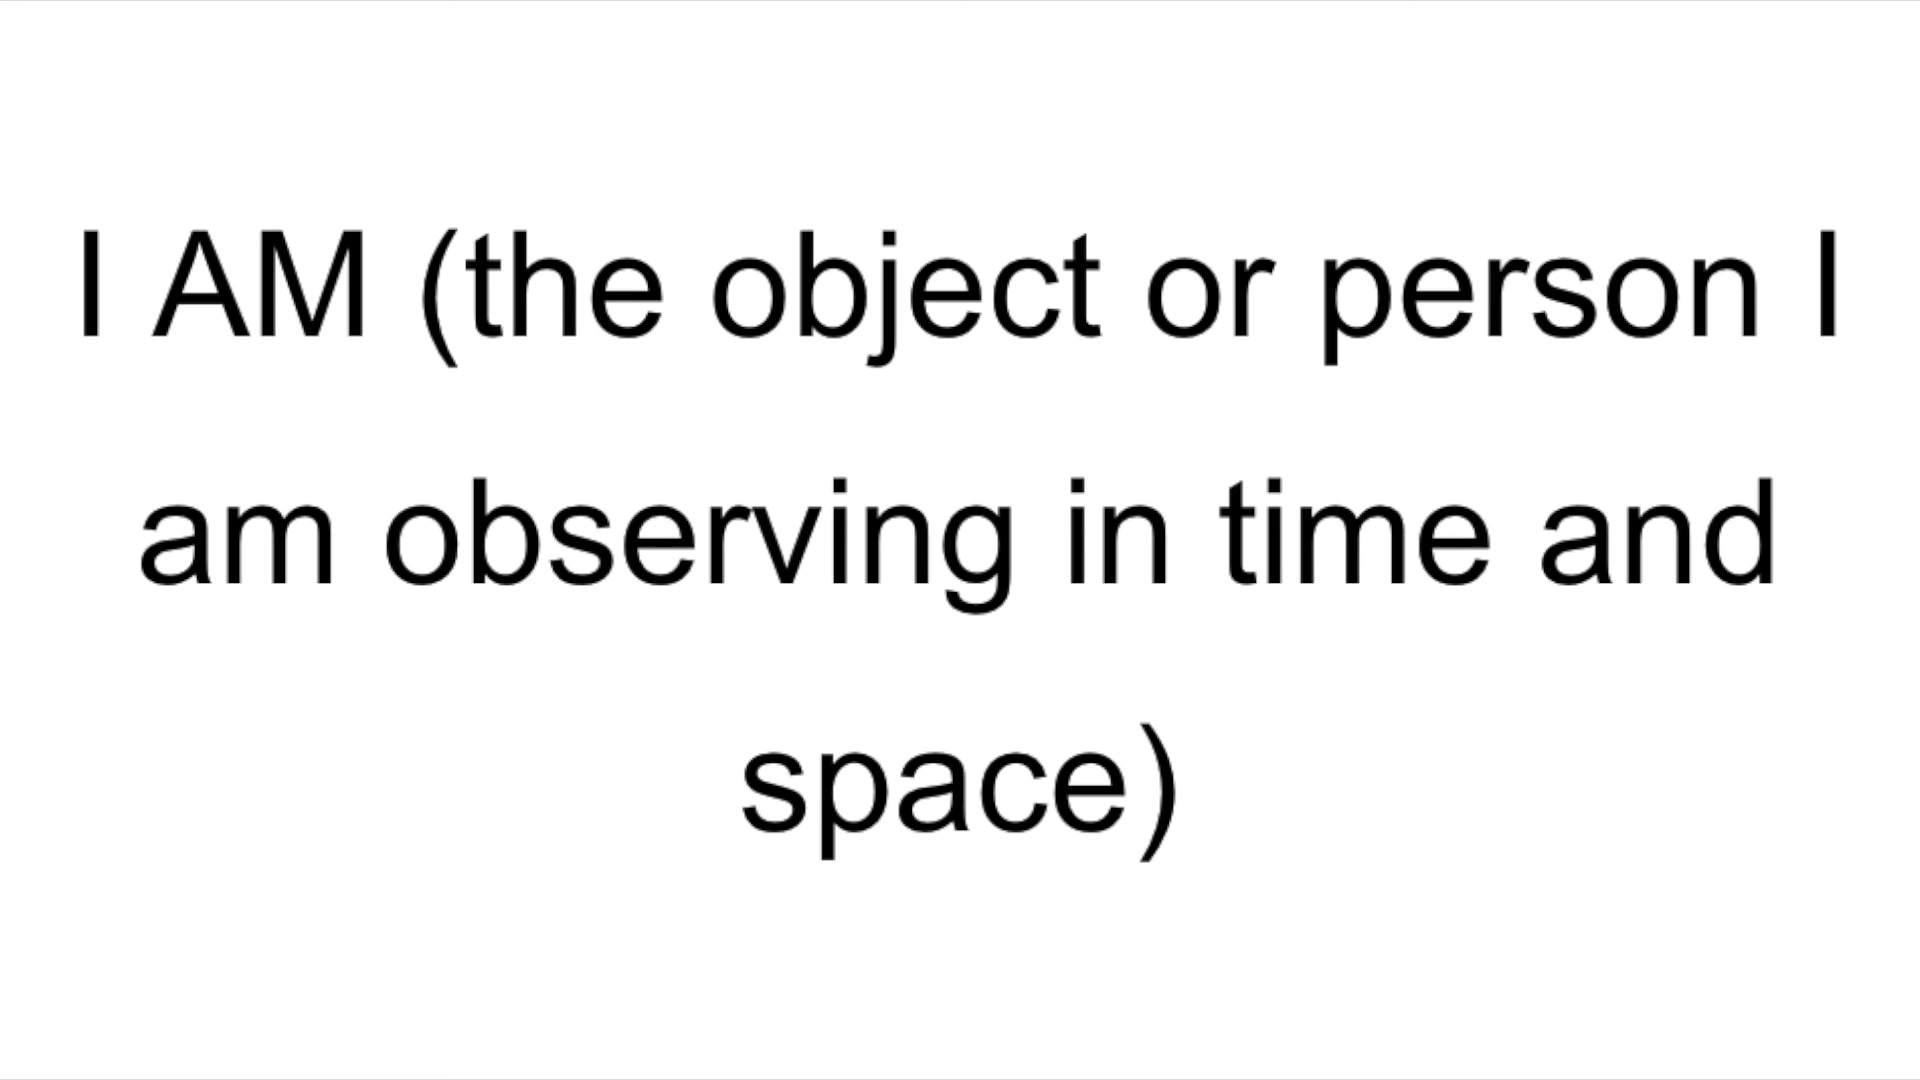 I AM (the object or person I
am observing in time and
space)